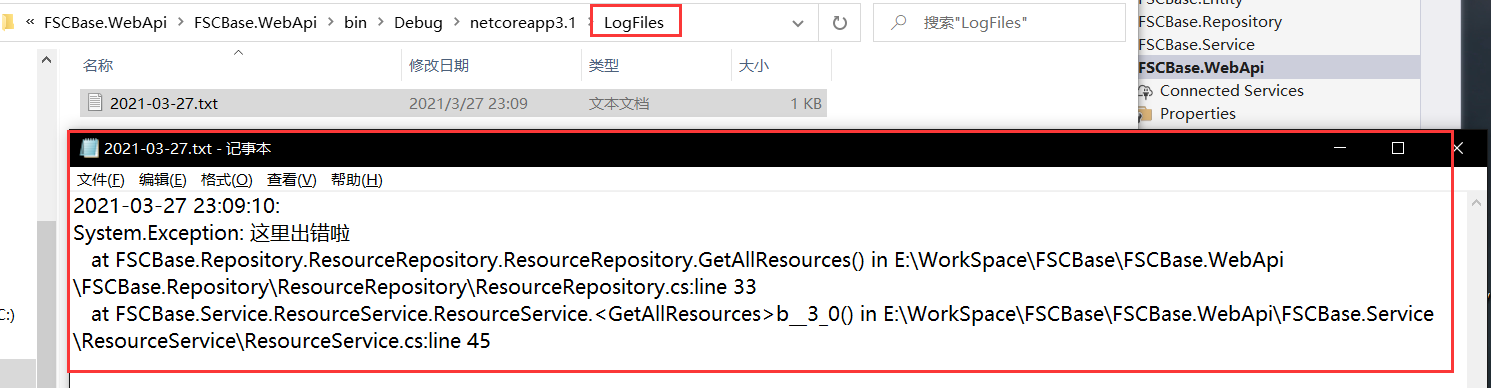 « FSCBase.WebApi > FSCBase.WebApi > bin > Debug > netcoreapp3.1 > LogFiles
搜索"LogFiles"
名称 修改日期 类型 大小
2021-03-27.txt 2021/3/27 23:09 文本文档 1 KB
FSCBase.Entity
FSCBase.Repository
FSCBase.Service
FSCBase.WebApi
Connected Services
Properties
2021-03-27.txt - 记事本
文件(F) 编辑(E) 格式(O) 查看(V) 帮助(H)
2021-03-27 23:09:10:
System.Exception: 这里出错啦
at FSCBase.Repository.ResourceRepository.ResourceRepository.GetAllResources() in E:\WorkSpace\FSCBase\FSCBase.WebApi
\FSCBase.Repository\ResourceRepository\ResourceRepository.cs:line 33
at FSCBase.Service.ResourceService.ResourceService.<GetAllResources>b__3_0() in E:\WorkSpace\FSCBase\FSCBase.WebApi\FSCBase.Service
\ResourceService\ResourceService.cs:line 45
C:)